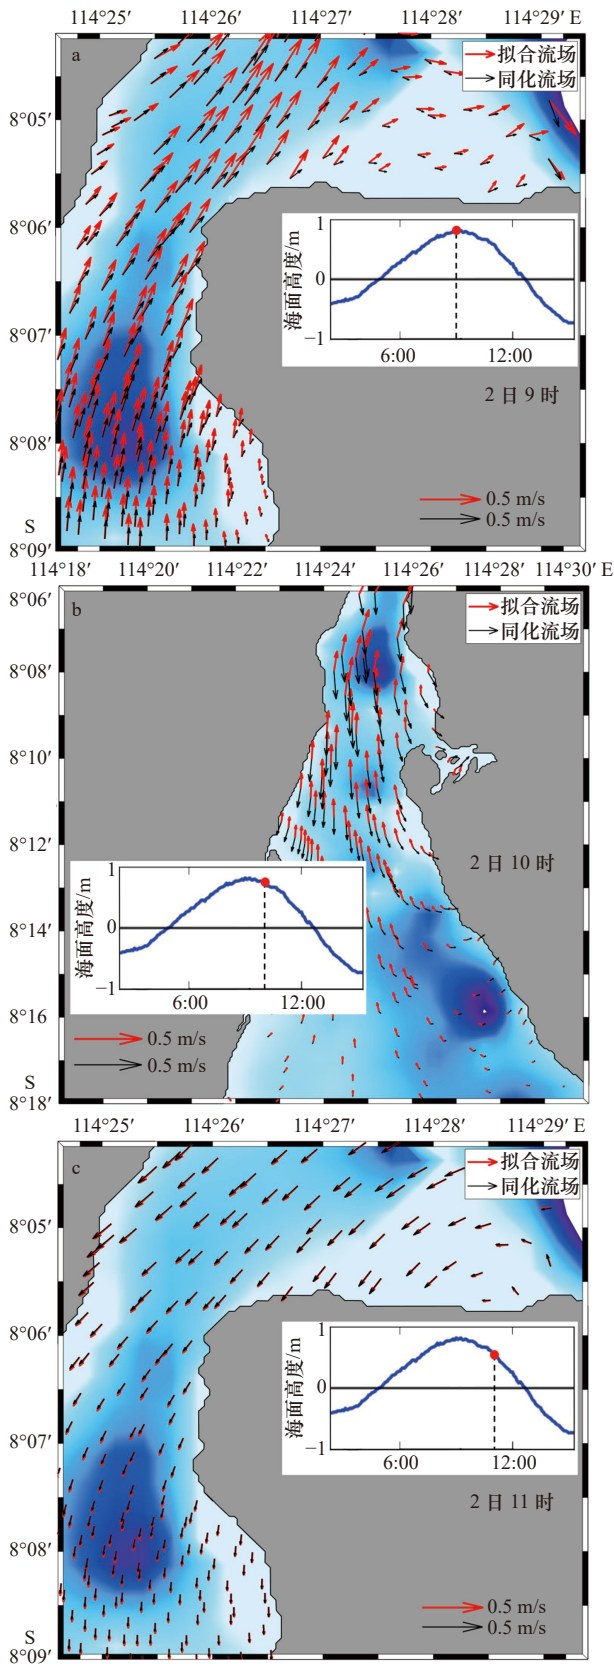 114°25′ 114°26′ 114°27′ 114°28′ 114°29′ E
a
拟合流场
同化流场
8°05′
8°06′
8°07′
8°08′
S
8°09′
海面高度/m
1
0
−1
6:00 12:00
2 日 9 时
0.5 m/s
0.5 m/s
114°18′ 114°20′ 114°22′ 114°24′ 114°26′ 114°28′ 114°30′ E
b
拟合流场
同化流场
8°06′
8°08′
8°10′
8°12′
8°14′
8°16′
S
8°18′
2 日 10 时
海面高度/m
1
0
−1
6:00 12:00
0.5 m/s
0.5 m/s
114°25′ 114°26′ 114°27′ 114°28′ 114°29′ E
c
拟合流场
同化流场
8°05′
8°06′
8°07′
8°08′
S
8°09′
海面高度/m
1
0
−1
6:00 12:00
2 日 11 时
0.5 m/s
0.5 m/s